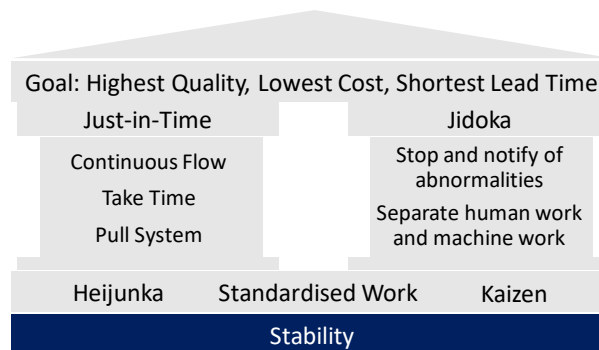 Goal: Highest Quality, Lowest Cost, Shortest Lead Time
Just-in-Time
Continuous Flow
Take Time
Pull System
Jidoka
Stop and notify of
abnormalities
Separate human work
and machine work
Heijunka Standardised Work Kaizen
Stability